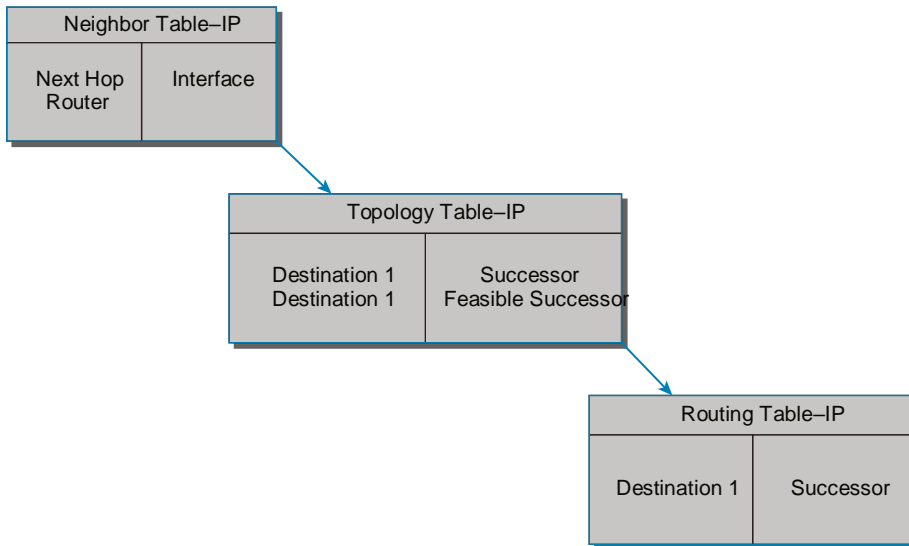 Neighbor Table–IP
Next Hop Router
Interface
Topology Table–IP
Destination 1
Successor
Destination 1
Feasible Successor
Routing Table–IP
Destination 1
Successor